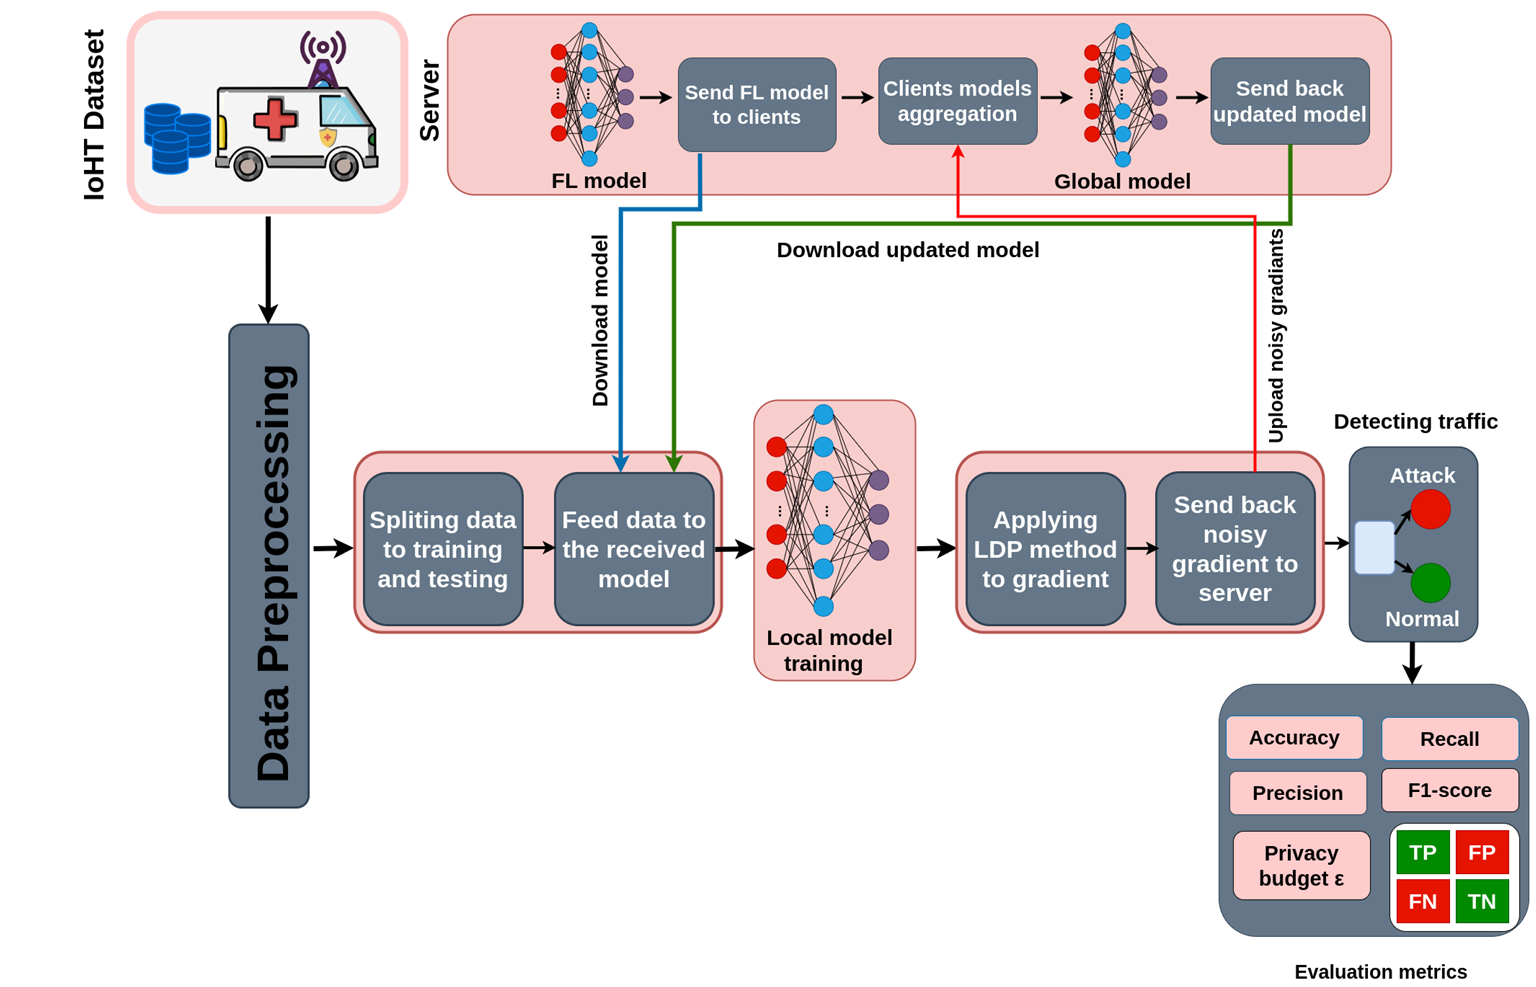 IoHT Dataset
Server
FL model
Send FL model
to clients
Clients models
aggregation
Global model
Send back
updated model
Download model
Download updated model
Upload noisy gradiants
Data Preprocessing
Spliting data
to training
and testing
Feed data to
the received
model
Local model
training
Applying
LDP method
to gradient
Send back
noisy
gradient to
server
Detecting traffic
Attack
Normal
Accuracy
Recall
Precision
F1-score
Privacy
budget ε
TP
FP
FN
TN
Evaluation metrics